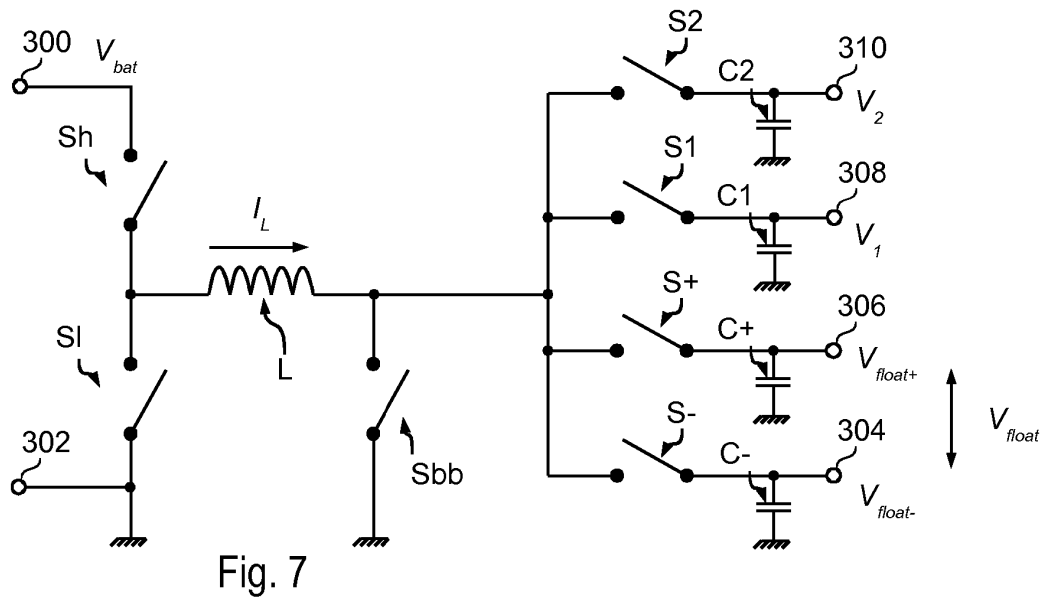 300
V bat
Sh
I L
L
Sl
302
Sbb
S2
C2
310
V 2
S1
C1
308
V 1
S+
C+
306
V float+
V float
S-
C-
304
V float-
Fig. 7